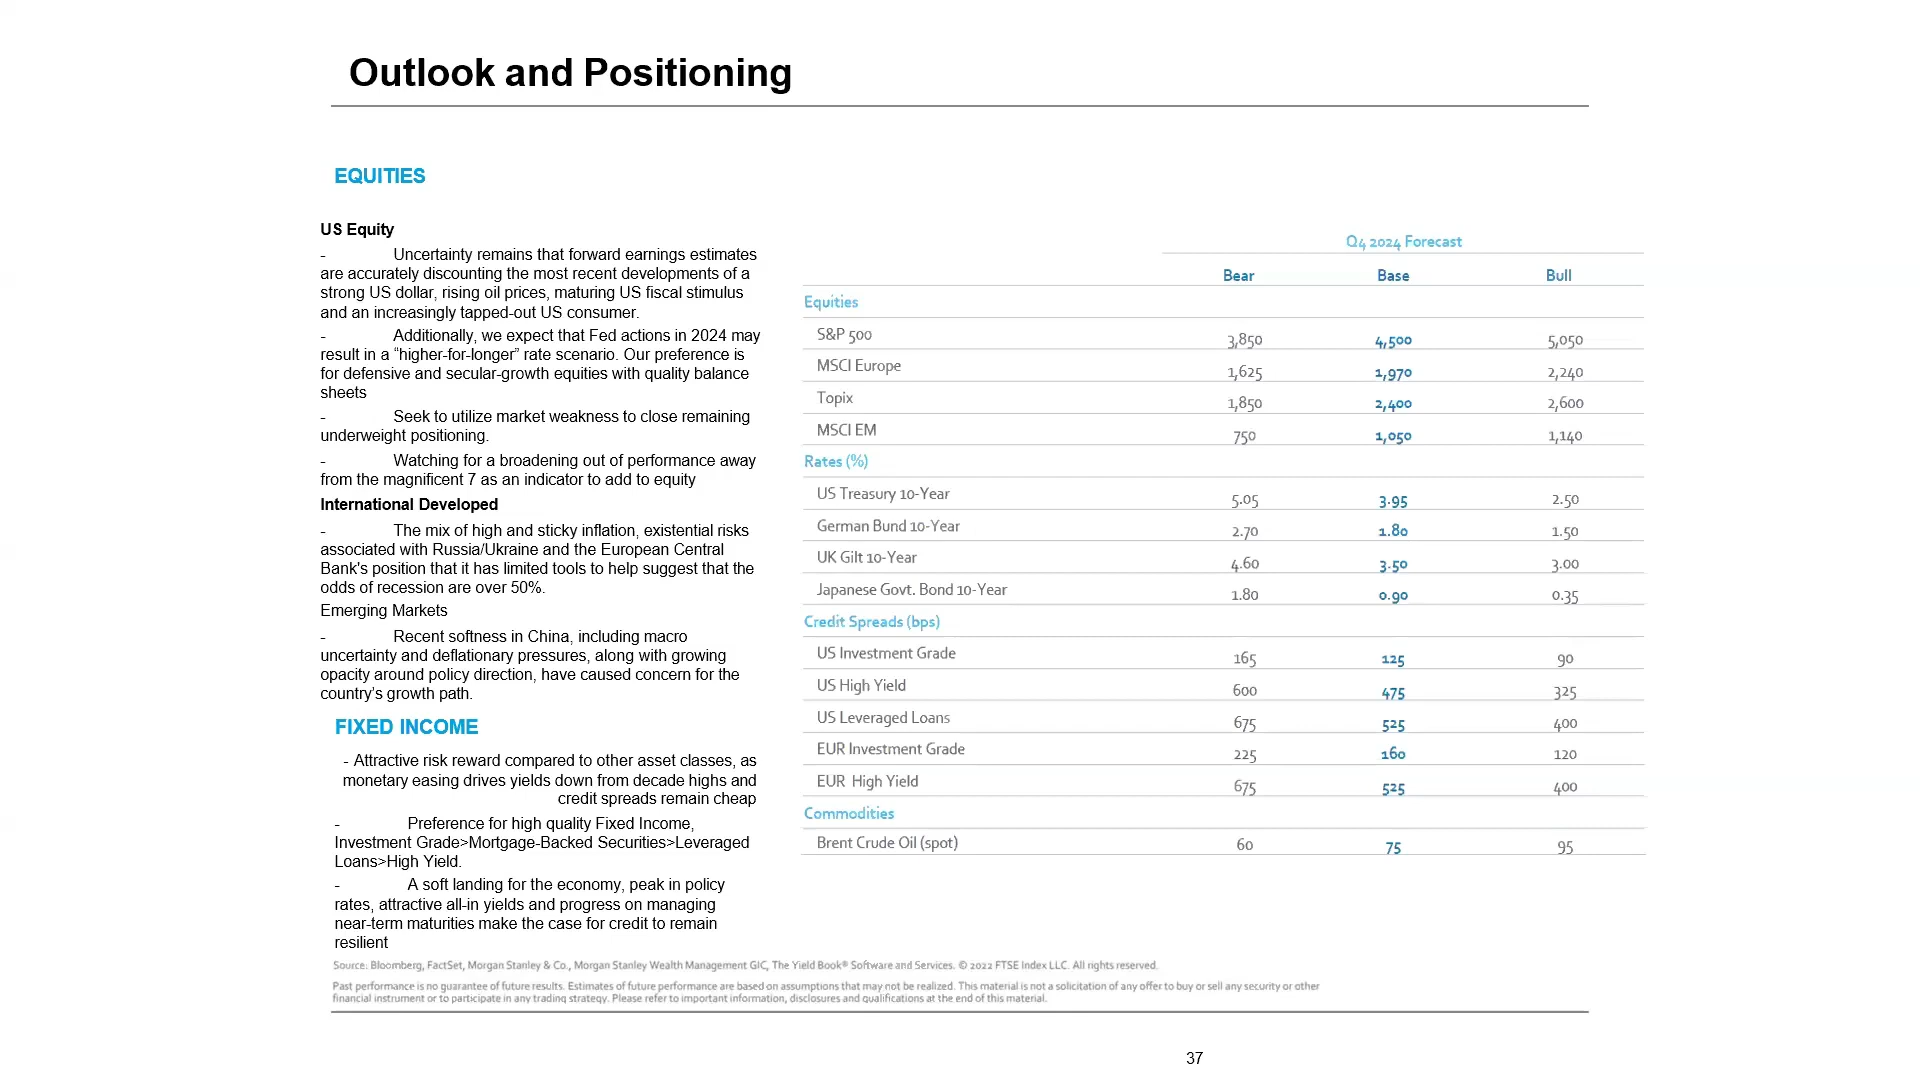 Outlook and Positioning
EQUITIES
US Equity
- Uncertainty remains that forward earnings estimates
are accurately discounting the most recent developments of a
strong US dollar, rising oil prices, maturing US fiscal stimulus
and an increasingly tapped-out US consumer.
- Additionally, we expect that Fed actions in 2024 may
result in a “higher-for-longer” rate scenario. Our preference is
for defensive and secular-growth equities with quality balance
sheets
- Seek to utilize market weakness to close remaining
underweight positioning.
- Watching for a broadening out of performance away
from the magnificent 7 as an indicator to add to equity
International Developed
- The mix of high and sticky inflation, existential risks
associated with Russia/Ukraine and the European Central
Bank's position that it has limited tools to help suggest that the
odds of recession are over 50%.
Emerging Markets
- Recent softness in China, including macro
uncertainty and deflationary pressures, along with growing
opacity around policy direction, have caused concern for the
country’s growth path.
FIXED INCOME
- Attractive risk reward compared to other asset classes, as
monetary easing drives yields down from decade highs and
credit spreads remain cheap
- Preference for high quality Fixed Income,
Investment Grade>Mortgage-Backed Securities>Leveraged
Loans>High Yield.
- A soft landing for the economy, peak in policy
rates, attractive all-in yields and progress on managing
near-term maturities make the case for credit to remain
resilient
Q4 2024 Forecast
Bear Base Bull
Equities
S&P 500 3,850 4,500 5,050
MSCI Europe 1,625 1,970 2,240
Topix 1,850 2,400 2,600
MSCI EM 750 1,050 1,140
Rates (%)
US Treasury 10-Year 5.05 3.95 2.50
German Bund 10-Year 2.70 1.80 1.50
UK Gilt 10-Year 4.60 3.50 3.00
Japanese Govt. Bond 10-Year 1.80 0.90 0.35
Credit Spreads (bps)
US Investment Grade 165 125 90
US High Yield 600 475 325
US Leveraged Loans 675 525 400
EUR Investment Grade 225 160 120
EUR High Yield 675 525 400
Commodities
Brent Crude Oil (spot) 60 75 95
Source: Bloomberg, FactSet, Morgan Stanley & Co., Morgan Stanley Wealth Management GIC, The Yield Book® Software and Services. © 2022 FTSE Index LLC. All rights reserved.
Past performance is no guarantee of future results. Estimates of future performance are based on assumptions that may not be realized. This material is not a solicitation of any offer to buy or sell any security or other
financial instrument or to participate in any trading strategy. Please refer to important information, disclosures and qualifications at the end of this material.
37